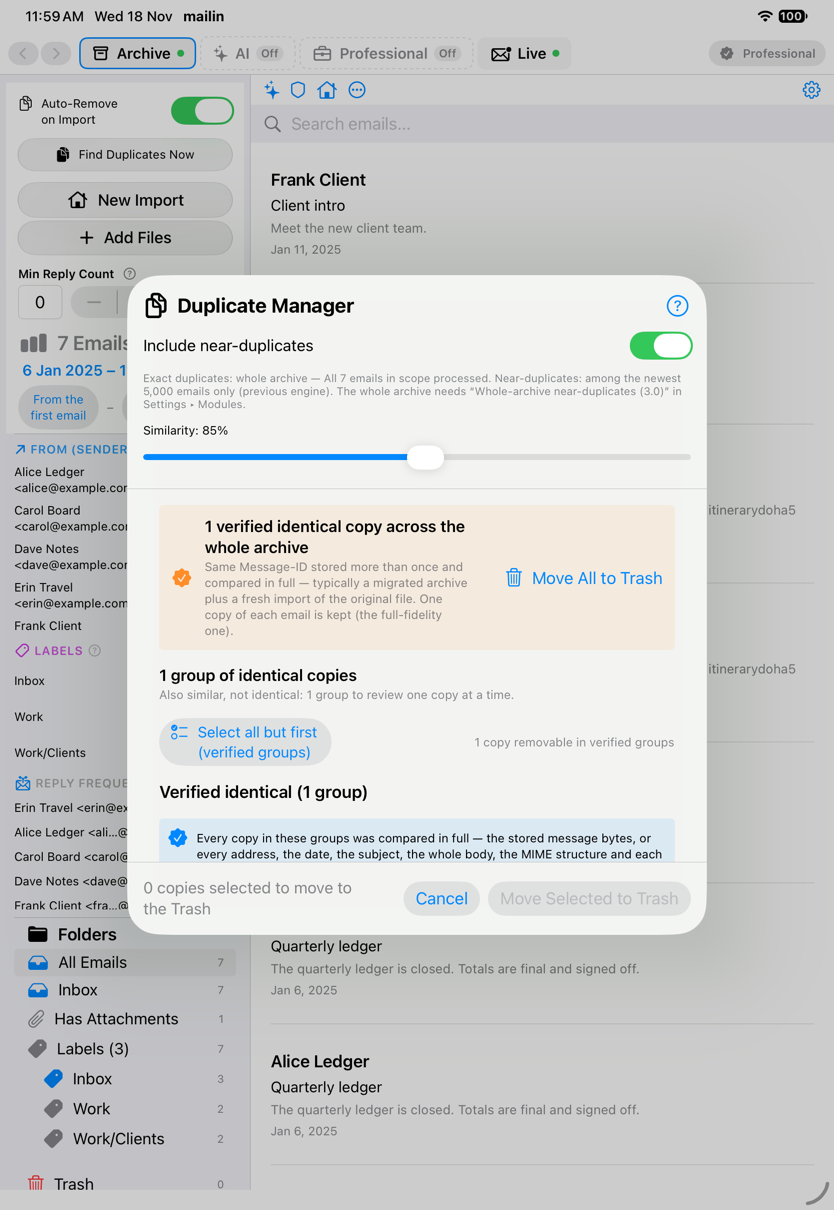 11:59 AM Wed 18 Nov mailin 100
Archive AI Off Professional Off Live Professional
Auto-Remove
on Import
Find Duplicates Now
New Import
Add Files
Min Reply Count
0
7 Emails
6 Jan 2025 – 1
From the
first email
–
FROM (SENDER
Alice Ledger
<alice@example.com
Carol Board
<carol@example.com
Dave Notes
<dave@example.com
Erin Travel
<erin@example.com
Frank Client
LABELS
Inbox
Work
Work/Clients
REPLY FREQUE
Erin Travel <erin@ex
Alice Ledger <ali...@
Carol Board <carol@
Dave Notes <dave@
Frank Client <fra...@
Folders
All Emails 7
Inbox 7
Has Attachments 1
Labels (3) 7
Inbox 3
Work 2
Work/Clients 2
Trash 0
Search emails...
Frank Client
Client intro
Meet the new client team.
Jan 11, 2025
itinerarydoha5
itinerarydoha5
Duplicate Manager
Include near-duplicates
Exact duplicates: whole archive — All 7 emails in scope processed. Near-duplicates: among the newest
5,000 emails only (previous engine). The whole archive needs “Whole-archive near-duplicates (3.0)” in
Settings ▸ Modules.
Similarity: 85%
1 verified identical copy across the
whole archive
Same Message-ID stored more than once and
compared in full — typically a migrated archive
plus a fresh import of the original file. One
copy of each email is kept (the full-fidelity
one).
Move All to Trash
1 group of identical copies
Also similar, not identical: 1 group to review one copy at a time.
Select all but first
(verified groups)
1 copy removable in verified groups
Verified identical (1 group)
Every copy in these groups was compared in full — the stored message bytes, or
every address, the date, the subject, the whole body, the MIME structure and each
0 copies selected to move to
the Trash
Cancel
Move Selected to Trash
Quarterly ledger
The quarterly ledger is closed. Totals are final and signed off.
Jan 6, 2025
Alice Ledger
Quarterly ledger
The quarterly ledger is closed. Totals are final and signed off.
Jan 6, 2025